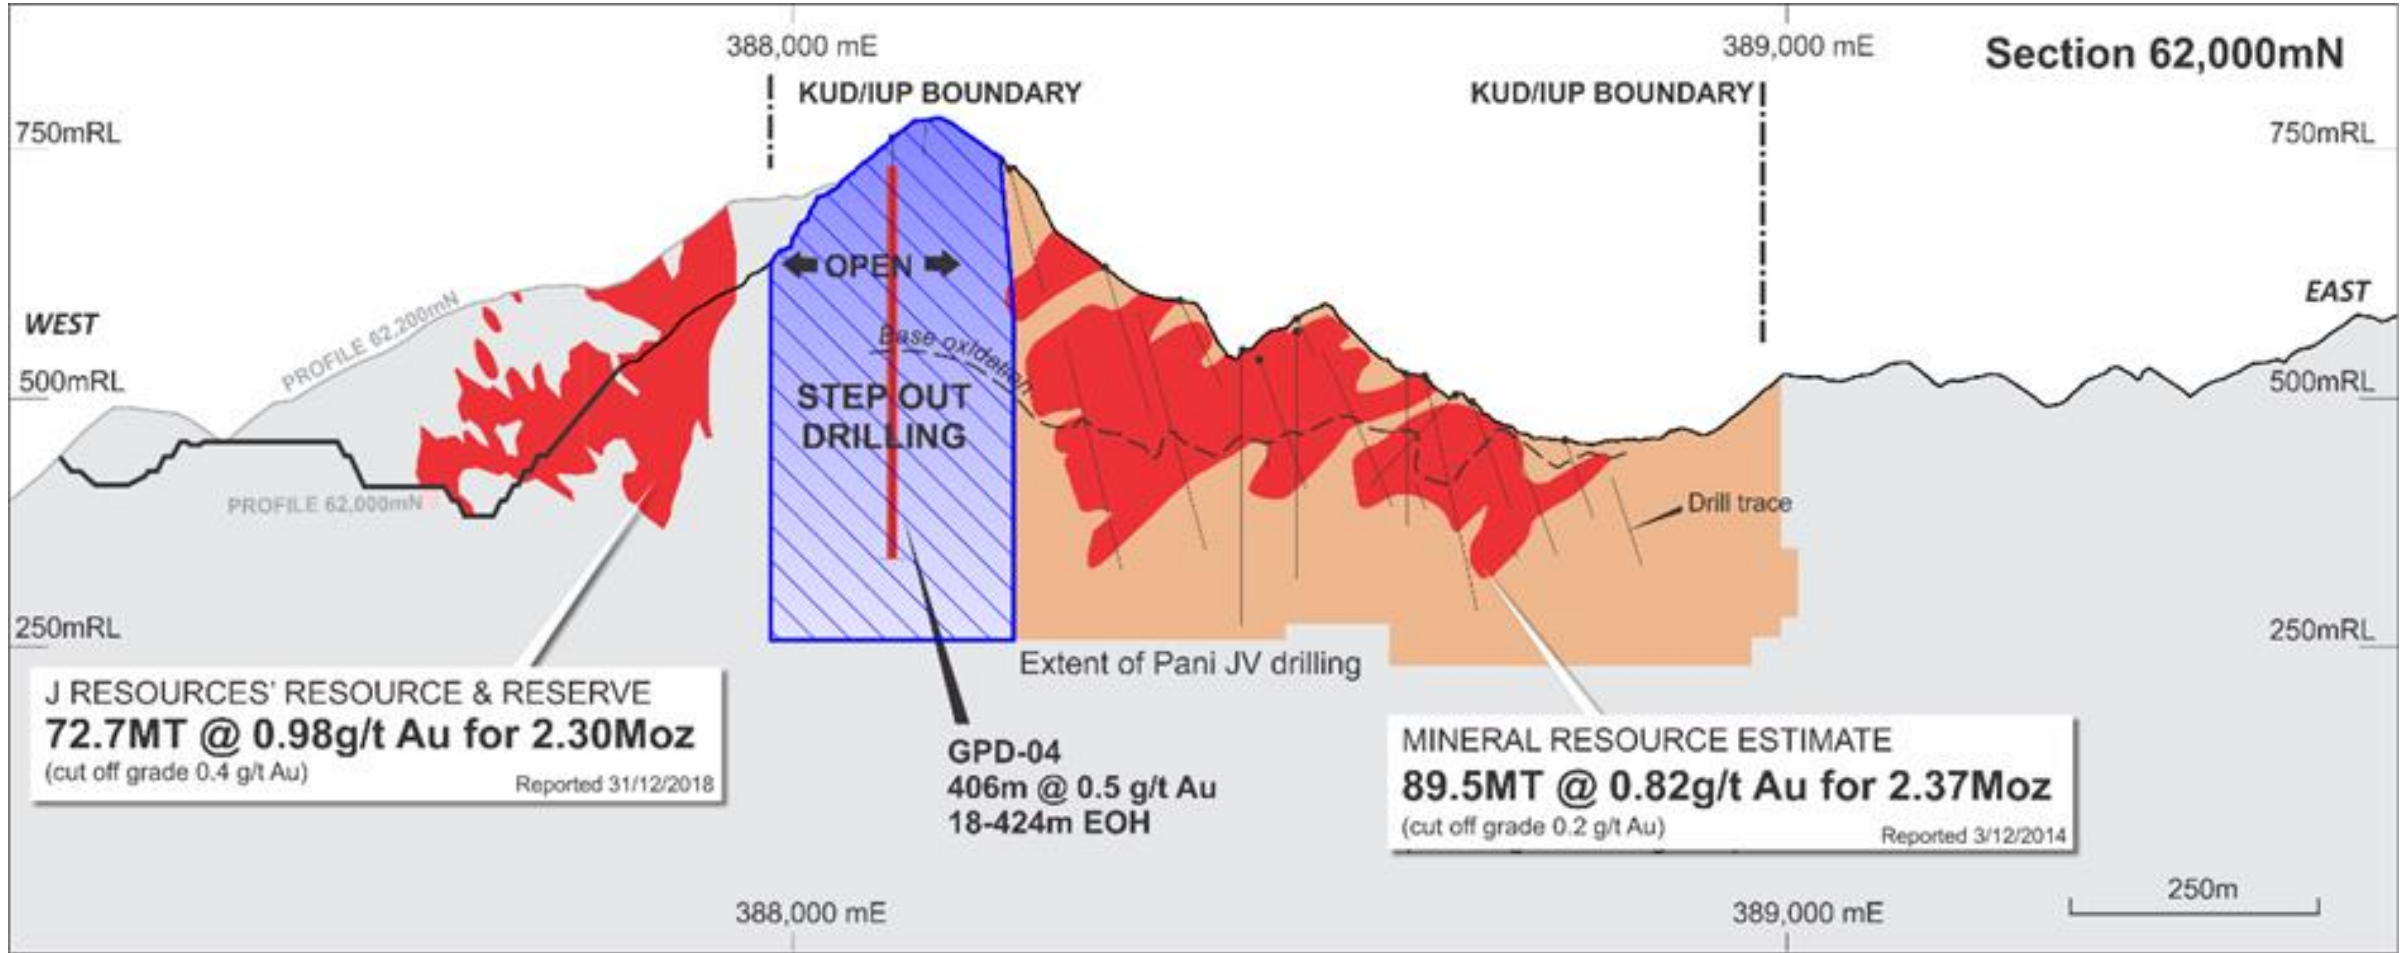 388,000 mE
389,000 mE
Section 62,000mN
KUD/IUP BOUNDARY
KUD/IUP BOUNDARY
750mRL
750mRL
OPEN
WEST
EAST
PROFILE 62,200mN
Base oxidation
500mRL
500mRL
STEP OUT
DRILLING
PROFILE 62,000mN
Drill trace
250mRL
250mRL
Extent of Pani JV drilling
J RESOURCES' RESOURCE & RESERVE
72.7MT @ 0.98g/t Au for 2.30Moz
(cut off grade 0.4 g/t Au)
Reported 31/12/2018
GPD-04
406m @ 0.5 g/t Au
18-424m EOH
MINERAL RESOURCE ESTIMATE
89.5MT @ 0.82g/t Au for 2.37Moz
(cut off grade 0.2 g/t Au)
Reported 3/12/2014
250m
388,000 mE
389,000 mE